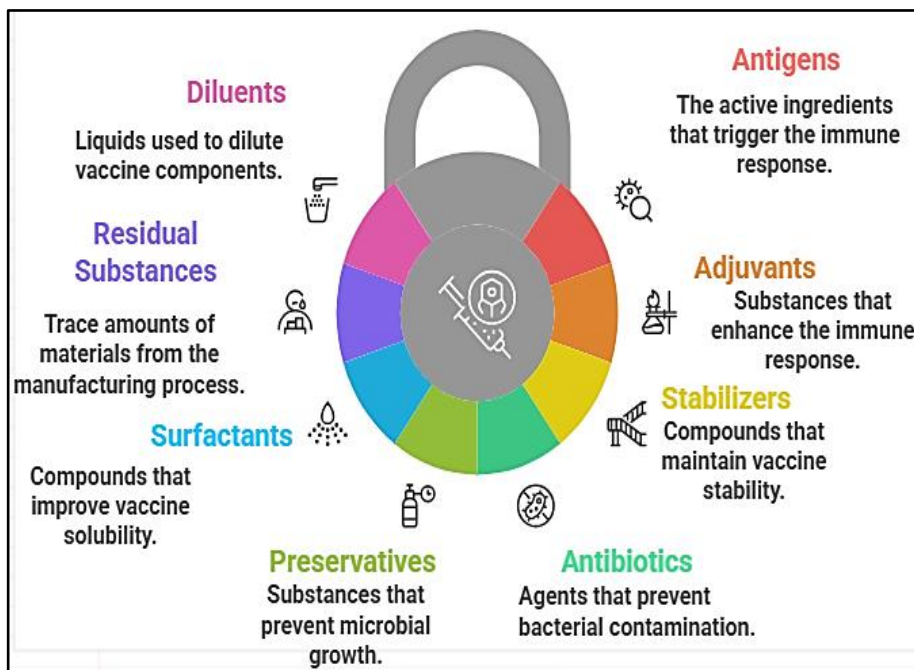 Diluents
Liquids used to dilute
vaccine components.
Residual
Substances
Trace amounts of
materials from the
manufacturing process.
Surfactants
Compounds that
improve vaccine
solubility.
Preservatives
Substances that
prevent microbial
growth.
Antigens
The active ingredients
that trigger the immune
response.
Adjuvants
Substances that
enhance the immune
response.
Stabilizers
Compounds that
maintain vaccine
stability.
Antibiotics
Agents that prevent
bacterial contamination.